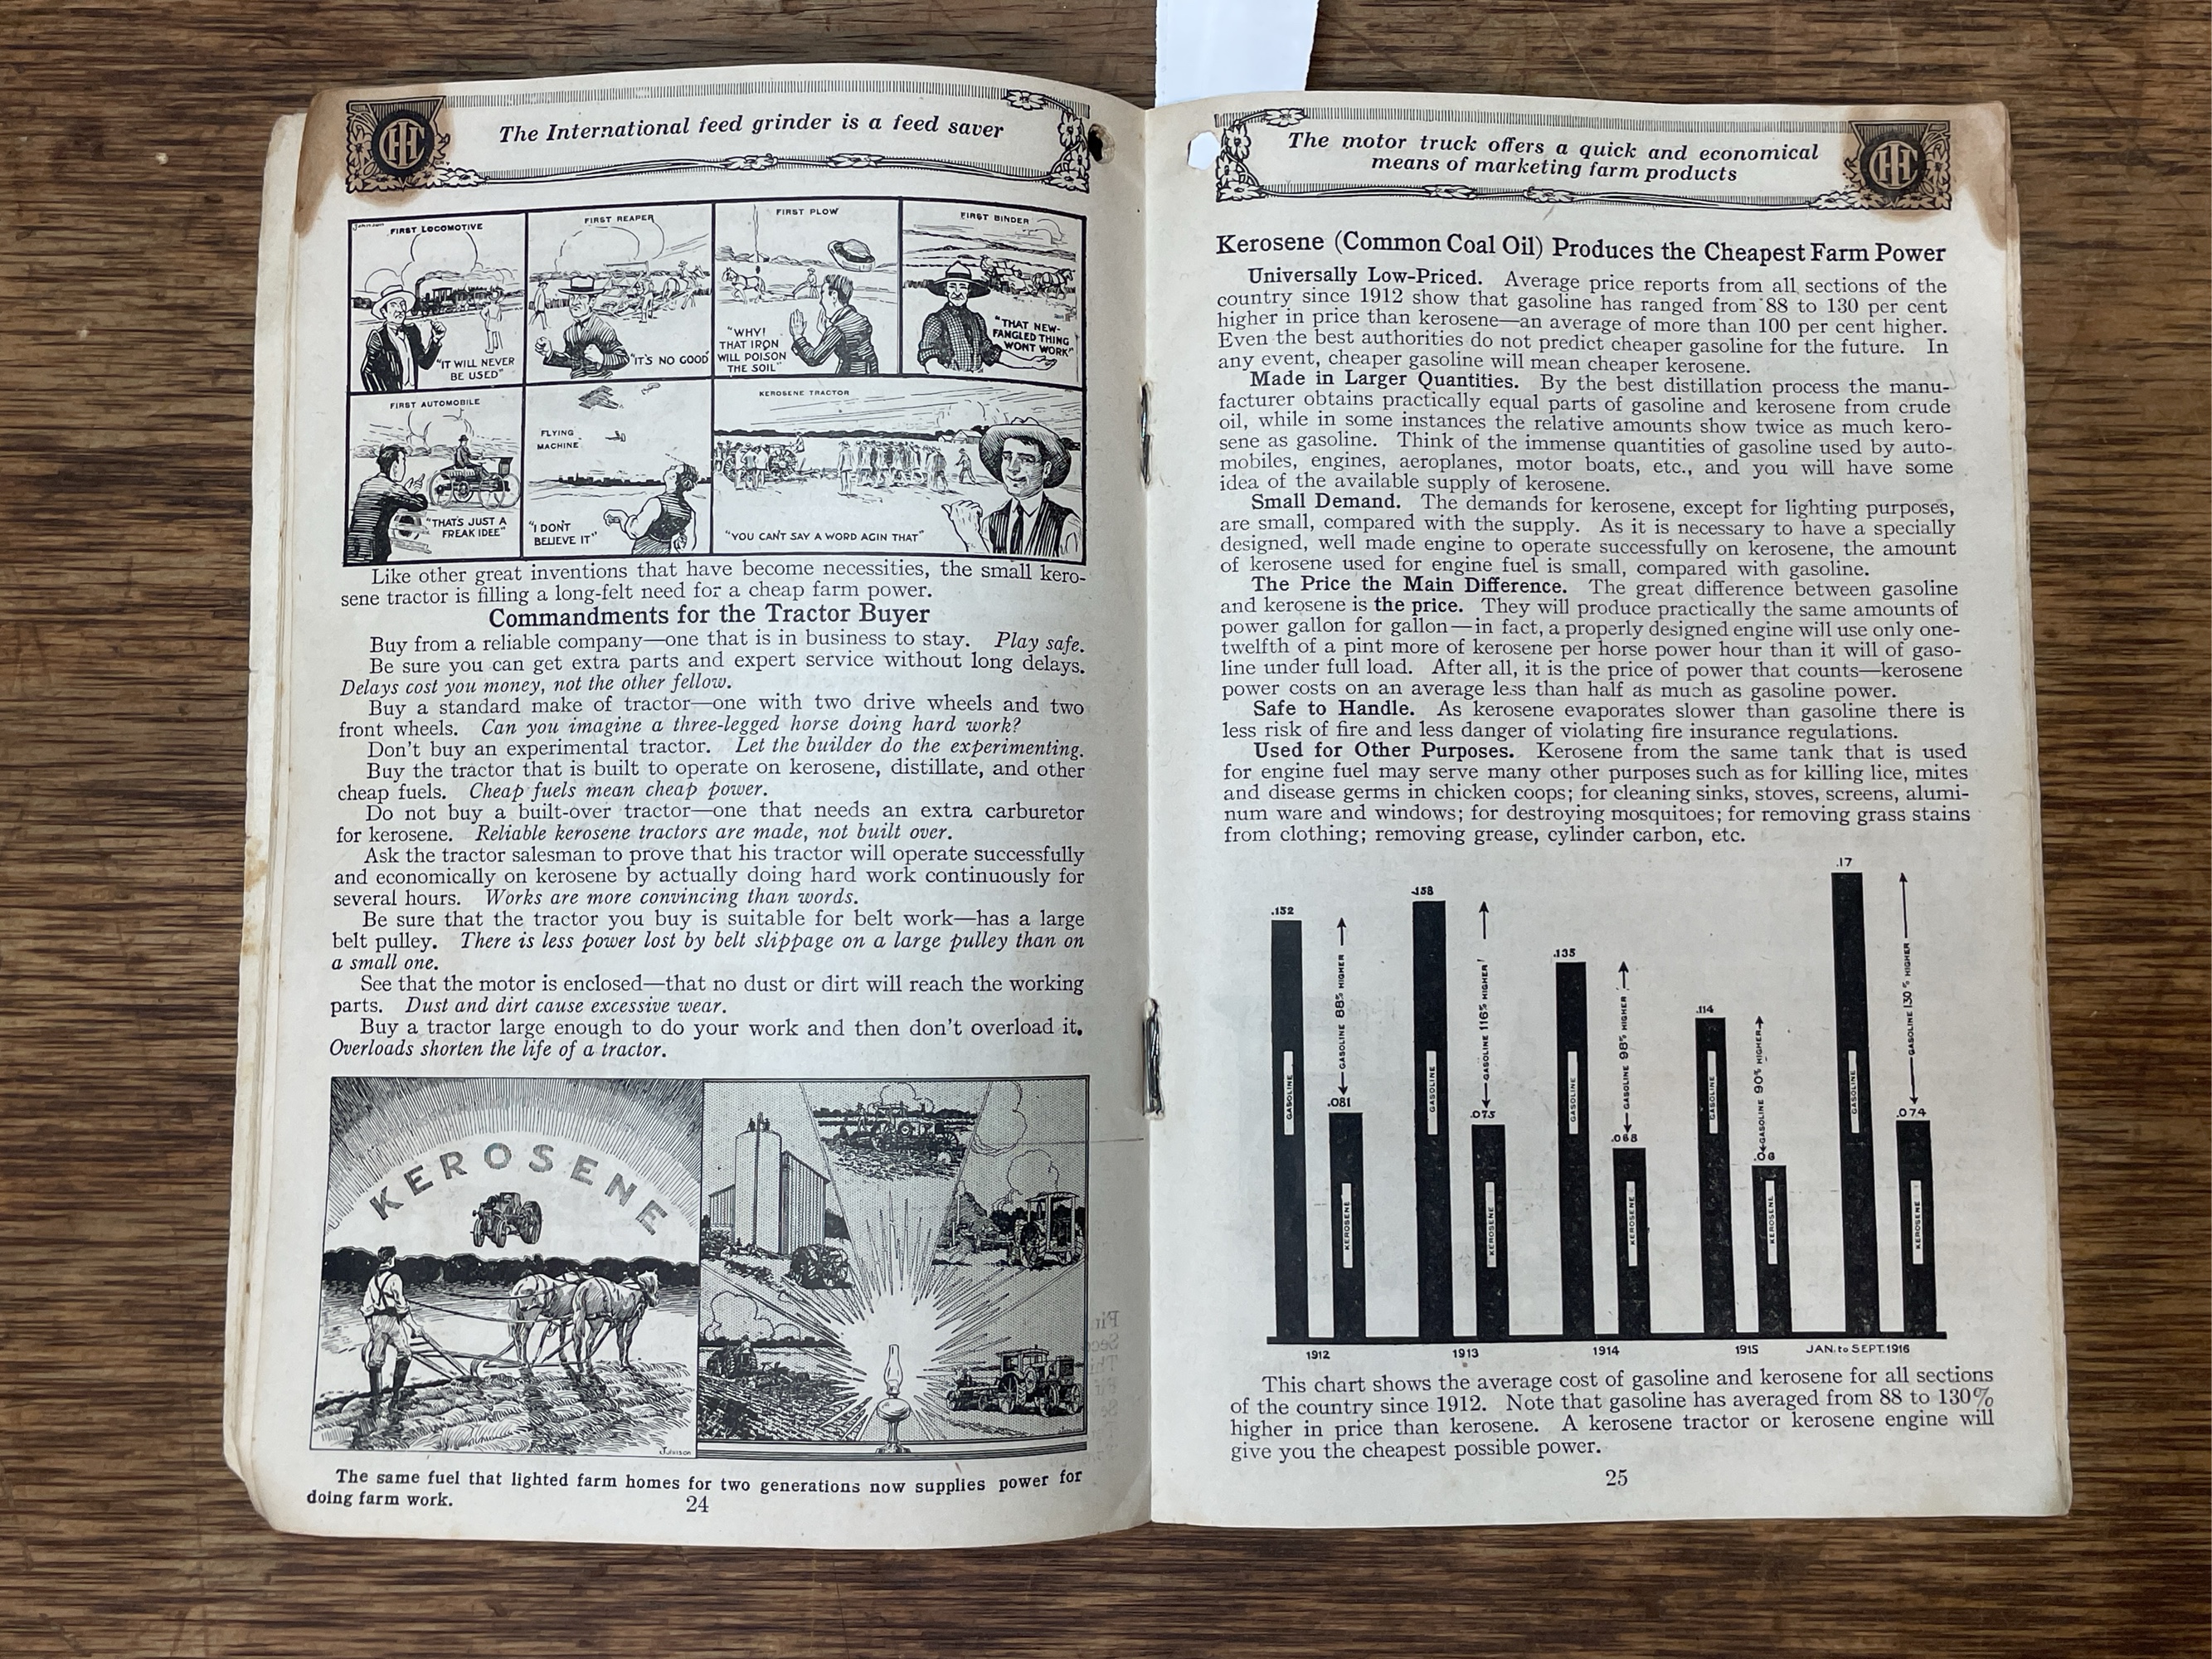 IHC
The International feed grinder is a feed saver
FIRST LOCOMOTIVE
"IT WILL NEVER
BE USED"
FIRST REAPER
"IT'S NO GOOD"
FIRST PLOW
"WHY!
THAT IRON
WILL POISON
THE SOIL"
FIRST BINDER
"THAT NEW-
FANGLED THING
WONT WORK"
FIRST AUTOMOBILE
"THAT'S JUST A
FREAK IDEE"
FLYING
MACHINE
"I DON'T
BELIEVE IT"
KEROSENE TRACTOR
"YOU CAN'T SAY A WORD AGIN THAT"
Like other great inventions that have become necessities, the small kero-
sene tractor is filling a long-felt need for a cheap farm power.
Commandments for the Tractor Buyer
Buy from a reliable company—one that is in business to stay. Play safe.
Be sure you can get extra parts and expert service without long delays.
Delays cost you money, not the other fellow.
Buy a standard make of tractor—one with two drive wheels and two
front wheels. Can you imagine a three-legged horse doing hard work?
Don't buy an experimental tractor. Let the builder do the experimenting.
Buy the tractor that is built to operate on kerosene, distillate, and other
cheap fuels. Cheap fuels mean cheap power.
Do not buy a built-over tractor—one that needs an extra carburetor
for kerosene. Reliable kerosene tractors are made, not built over.
Ask the tractor salesman to prove that his tractor will operate successfully
and economically on kerosene by actually doing hard work continuously for
several hours. Works are more convincing than words.
Be sure that the tractor you buy is suitable for belt work—has a large
belt pulley. There is less power lost by belt slippage on a large pulley than on
a small one.
See that the motor is enclosed—that no dust or dirt will reach the working
parts. Dust and dirt cause excessive wear.
Buy a tractor large enough to do your work and then don't overload it.
Overloads shorten the life of a tractor.
KEROSENE
The same fuel that lighted farm homes for two generations now supplies power for
doing farm work.
24
The motor truck offers a quick and economical
means of marketing farm products
IHC
Kerosene (Common Coal Oil) Produces the Cheapest Farm Power
Universally Low-Priced. Average price reports from all sections of the
country since 1912 show that gasoline has ranged from 88 to 130 per cent
higher in price than kerosene—an average of more than 100 per cent higher.
Even the best authorities do not predict cheaper gasoline for the future. In
any event, cheaper gasoline will mean cheaper kerosene.
Made in Larger Quantities. By the best distillation process the manu-
facturer obtains practically equal parts of gasoline and kerosene from crude
oil, while in some instances the relative amounts show twice as much kero-
sene as gasoline. Think of the immense quantities of gasoline used by auto-
mobiles, engines, aeroplanes, motor boats, etc., and you will have some
idea of the available supply of kerosene.
Small Demand. The demands for kerosene, except for lighting purposes,
are small, compared with the supply. As it is necessary to have a specially
designed, well made engine to operate successfully on kerosene, the amount
of kerosene used for engine fuel is small, compared with gasoline.
The Price the Main Difference. The great difference between gasoline
and kerosene is the price. They will produce practically the same amounts of
power gallon for gallon—in fact, a properly designed engine will use only one-
twelfth of a pint more of kerosene per horse power hour than it will of gaso-
line under full load. After all, it is the price of power that counts—kerosene
power costs on an average less than half as much as gasoline power.
Safe to Handle. As kerosene evaporates slower than gasoline there is
less risk of fire and less danger of violating fire insurance regulations.
Used for Other Purposes. Kerosene from the same tank that is used
for engine fuel may serve many other purposes such as for killing lice, mites
and disease germs in chicken coops; for cleaning sinks, stoves, screens, alumi-
num ware and windows; for destroying mosquitoes; for removing grass stains
from clothing; removing grease, cylinder carbon, etc.
.152
GASOLINE
GASOLINE 88% HIGHER
.081
KEROSENE
1912
.158
GASOLINE
GASOLINE 116% HIGHER
.073
KEROSENE
1913
.135
GASOLINE
GASOLINE 98% HIGHER
.068
KEROSENE
1914
.114
GASOLINE
GASOLINE 90% HIGHER
KEROSENE
1915
.17
GASOLINE
GASOLINE 130% HIGHER
.074
KEROSENE
JAN. to SEPT. 1916
This chart shows the average cost of gasoline and kerosene for all sections
of the country since 1912. Note that gasoline has averaged from 88 to 130%
higher in price than kerosene. A kerosene tractor or kerosene engine will
give you the cheapest possible power.
25